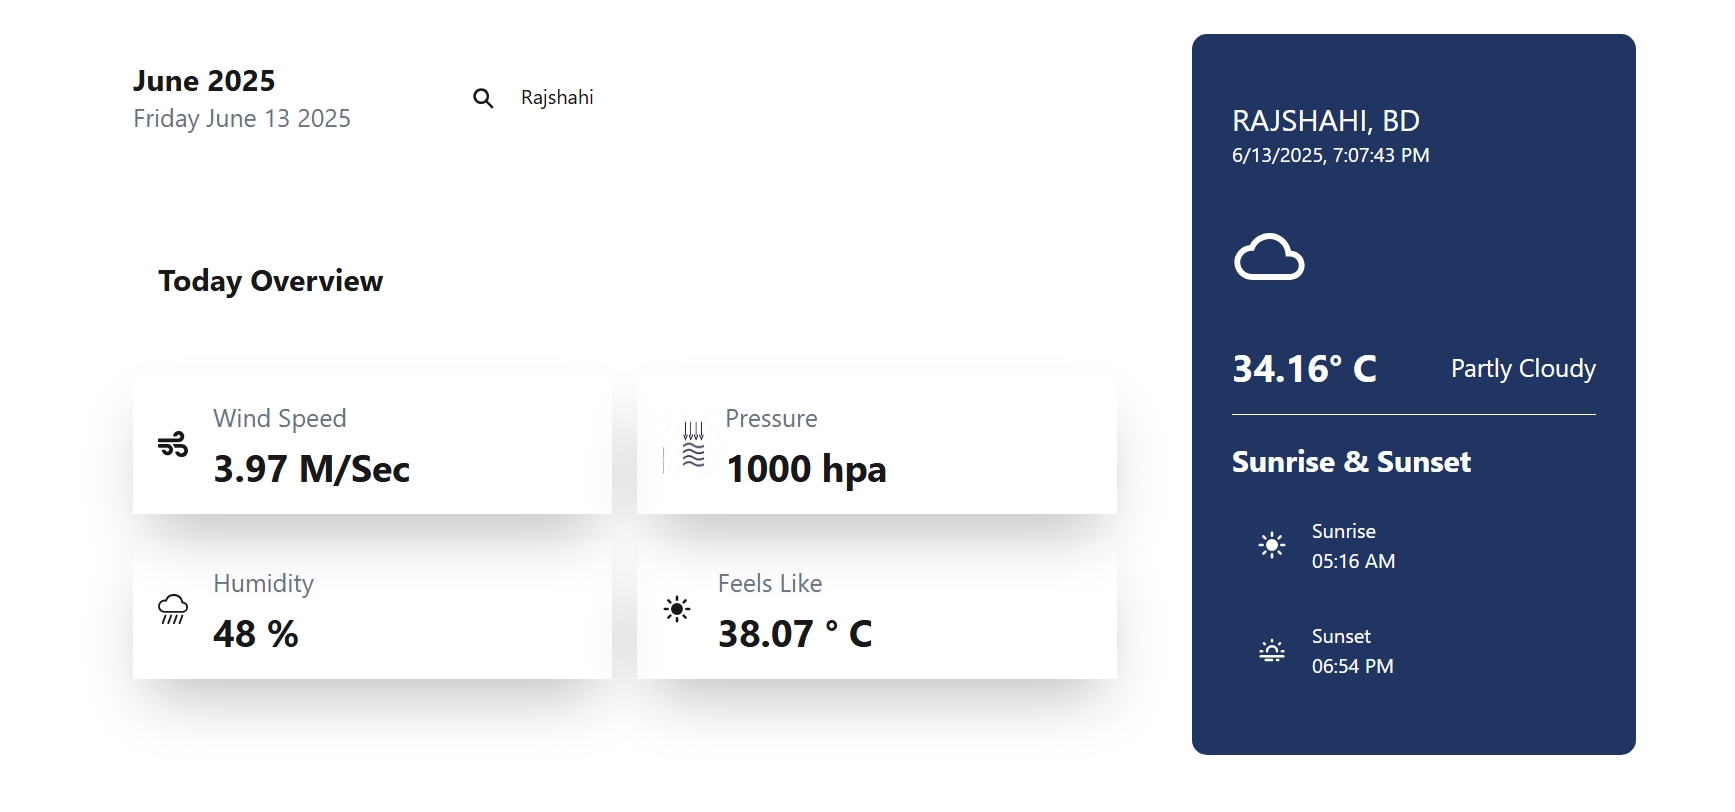 June 2025
Friday June 13 2025
Rajshahi
Today Overview
Wind Speed
3.97 M/Sec
Pressure
1000 hpa
Humidity
48 %
Feels Like
38.07 ° C
RAJSHAHI, BD
6/13/2025, 7:07:43 PM
34.16° C
Partly Cloudy
Sunrise & Sunset
Sunrise
05:16 AM
Sunset
06:54 PM